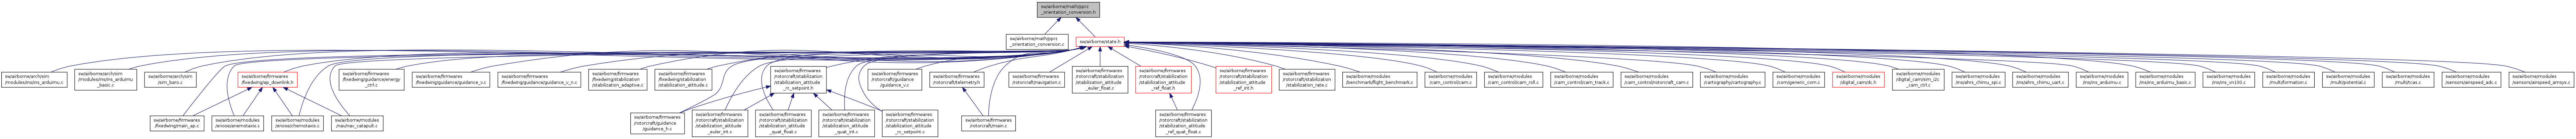 sw/airborne/math/pprz
_orientation_conversion.h
sw/airborne/math/pprz
_orientation_conversion.c
sw/airborne/state.h
sw/airborne/arch/sim
/modules/ins/ins_arduimu.c
sw/airborne/arch/sim
/modules/ins/ins_arduimu
_basic.c
sw/airborne/arch/sim
/sim_baro.c
sw/airborne/firmwares
/fixedwing/ap_downlink.h
sw/airborne/firmwares
/fixedwing/guidance/energy
_ctrl.c
sw/airborne/firmwares
/fixedwing/guidance/guidance_v.c
sw/airborne/firmwares
/fixedwing/guidance/guidance_v_n.c
sw/airborne/firmwares
/fixedwing/stabilization
/stabilization_adaptive.c
sw/airborne/firmwares
/fixedwing/stabilization
/stabilization_attitude.c
sw/airborne/firmwares
/rotorcraft/stabilization
/stabilization_attitude
_rc_setpoint.h
sw/airborne/firmwares
/rotorcraft/guidance
/guidance_v.c
sw/airborne/firmwares
/rotorcraft/telemetry.h
sw/airborne/firmwares
/rotorcraft/navigation.c
sw/airborne/firmwares
/rotorcraft/stabilization
/stabilization_attitude
_euler_float.c
sw/airborne/firmwares
/rotorcraft/stabilization
/stabilization_attitude
_ref_float.h
sw/airborne/firmwares
/rotorcraft/stabilization
/stabilization_attitude
_ref_int.h
sw/airborne/firmwares
/rotorcraft/stabilization
/stabilization_rate.c
sw/airborne/modules
/benchmark/flight_benchmark.c
sw/airborne/modules
/cam_control/cam.c
sw/airborne/modules
/cam_control/cam_roll.c
sw/airborne/modules
/cam_control/cam_track.c
sw/airborne/modules
/cam_control/rotorcraft_cam.c
sw/airborne/modules
/cartography/cartography.c
sw/airborne/modules
/com/generic_com.c
sw/airborne/modules
/digital_cam/dc.h
sw/airborne/modules
/digital_cam/sim_i2c
_cam_ctrl.c
sw/airborne/modules
/ins/ahrs_chimu_spi.c
sw/airborne/modules
/ins/ahrs_chimu_uart.c
sw/airborne/modules
/ins/ins_arduimu.c
sw/airborne/modules
/ins/ins_arduimu_basic.c
sw/airborne/modules
/ins/ins_vn100.c
sw/airborne/modules
/multi/formation.c
sw/airborne/modules
/multi/potential.c
sw/airborne/modules
/multi/tcas.c
sw/airborne/modules
/sensors/airspeed_adc.c
sw/airborne/modules
/sensors/airspeed_amsys.c
sw/airborne/firmwares
/fixedwing/main_ap.c
sw/airborne/modules
/enose/anemotaxis.c
sw/airborne/modules
/enose/chemotaxis.c
sw/airborne/modules
/nav/nav_catapult.c
sw/airborne/firmwares
/rotorcraft/guidance
/guidance_h.c
sw/airborne/firmwares
/rotorcraft/stabilization
/stabilization_attitude
_euler_int.c
sw/airborne/firmwares
/rotorcraft/stabilization
/stabilization_attitude
_quat_float.c
sw/airborne/firmwares
/rotorcraft/stabilization
/stabilization_attitude
_quat_int.c
sw/airborne/firmwares
/rotorcraft/stabilization
/stabilization_attitude
_rc_setpoint.c
sw/airborne/firmwares
/rotorcraft/main.c
sw/airborne/firmwares
/rotorcraft/stabilization
/stabilization_attitude
_ref_quat_float.c